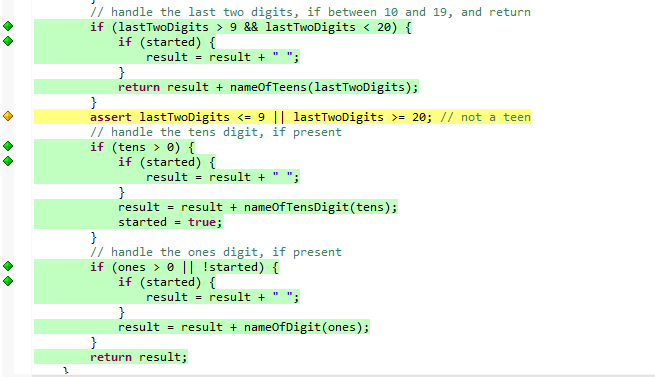 }
// handle the last two digits, if between 10 and 19, and return
if (lastTwoDigits > 9 && lastTwoDigits < 20) {
if (started) {
result = result + " ";
}
return result + nameOfTeens(lastTwoDigits);
}
assert lastTwoDigits <= 9 || lastTwoDigits >= 20; // not a teen
// handle the tens digit, if present
if (tens > 0) {
if (started) {
result = result + " ";
}
result = result + nameOfTensDigit(tens);
started = true;
}
// handle the ones digit, if present
if (ones > 0 || !started) {
if (started) {
result = result + " ";
}
result = result + nameOfDigit(ones);
}
return result;
}